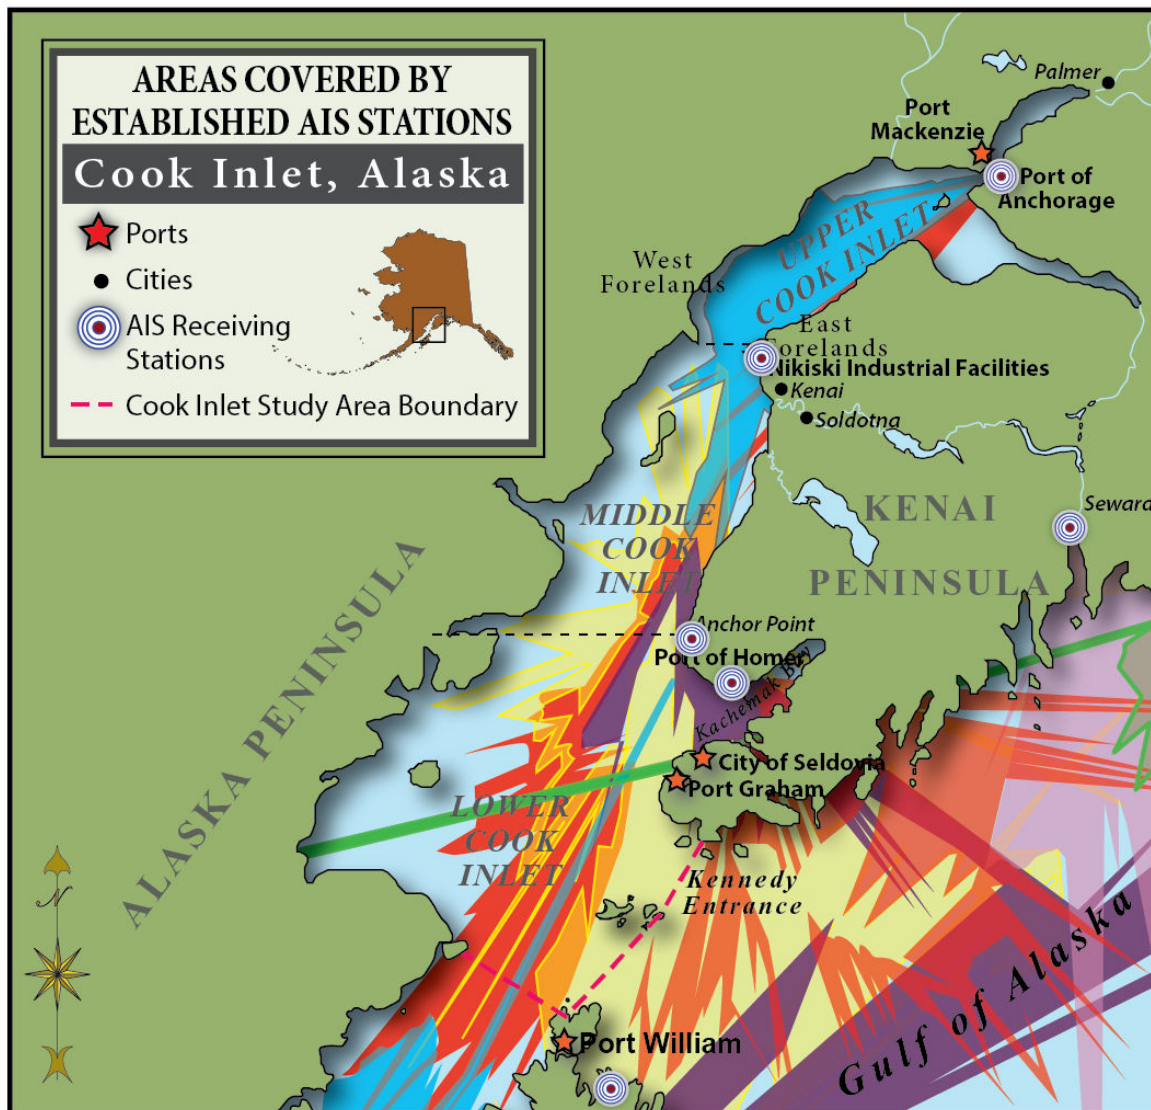 AREAS COVERED BY
ESTABLISHED AIS STATIONS
Cook Inlet, Alaska
Ports
Cities
AIS Receiving
Stations
Cook Inlet Study Area Boundary
Palmer
Port
Mackenzie
Port of
Anchorage
UPPER
COOK INLET
West
Forelands
East
Forelands
Nikiski Industrial Facilities
Kenai
Soldotna
KENAI
PENINSULA
Seward
MIDDLE
COOK
INLET
ALASKA PENINSULA
Anchor Point
Port of Homer
Kachemak Bay
City of Seldovia
Port Graham
LOWER
COOK
INLET
N
Kennedy
Entrance
Gulf of Alaska
Port William